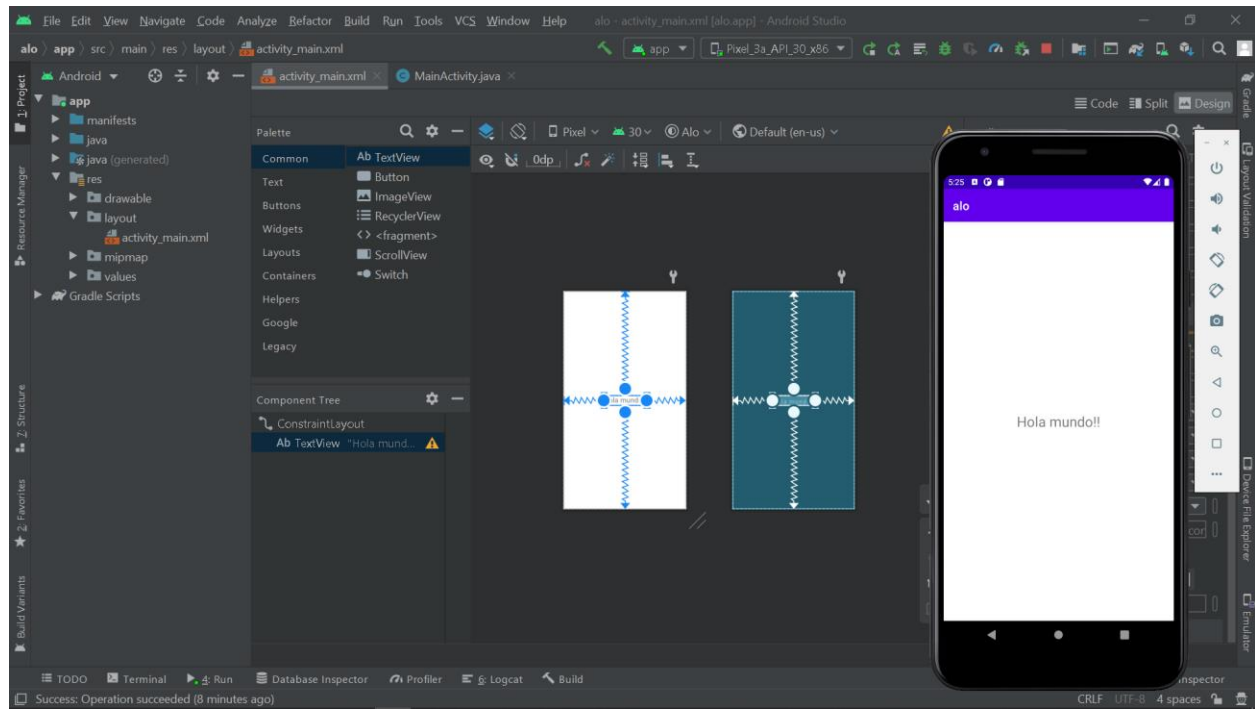 File Edit View Navigate Code Analyze Refactor Build Run Tools VCS Window Help alo - activity_main.xml [alo.app] - Android Studio
alo app src main res layout activity_main.xml app Pixel_3a_API_30_x86
1: Project
Resource Manager
7: Structure
2: Favorites
Build Variants
Android
app
manifests
java
java (generated)
res
drawable
layout
activity_main.xml
mipmap
values
Gradle Scripts
activity_main.xml MainActivity.java
Code Split Design
Palette
Common
Text
Buttons
Widgets
Layouts
Containers
Helpers
Google
Legacy
Ab TextView
Button
ImageView
RecyclerView
<fragment>
ScrollView
Switch
Component Tree
ConstraintLayout
Ab TextView "Hola mund...
Pixel 30 Alo Default (en-us)
0dp
5:25
alo
Hola mundo!!
Gradle
Layout Validation
Device File Explorer
Emulator
TODO Terminal 4: Run Database Inspector Profiler 6: Logcat Build
Success: Operation succeeded (8 minutes ago) CRLF UTF-8 4 spaces